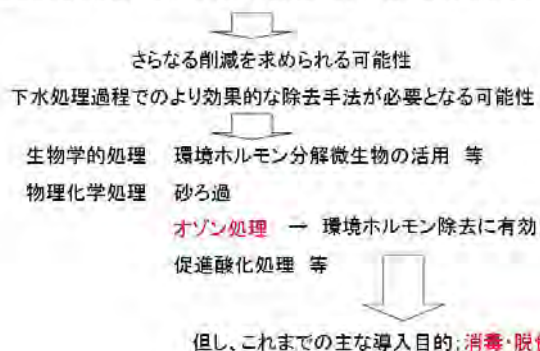 さらなる削減を求められる可能性
下水処理過程でのより効果的な除去手法が必要となる可能性
生物学的処理 環境ホルモン分解微生物の活用 等
物理化学処理 砂ろ過
オゾン処理 → 環境ホルモン除去に有効
促進酸化処理 等
但し、これまでの主な導入目的;消毒・脱